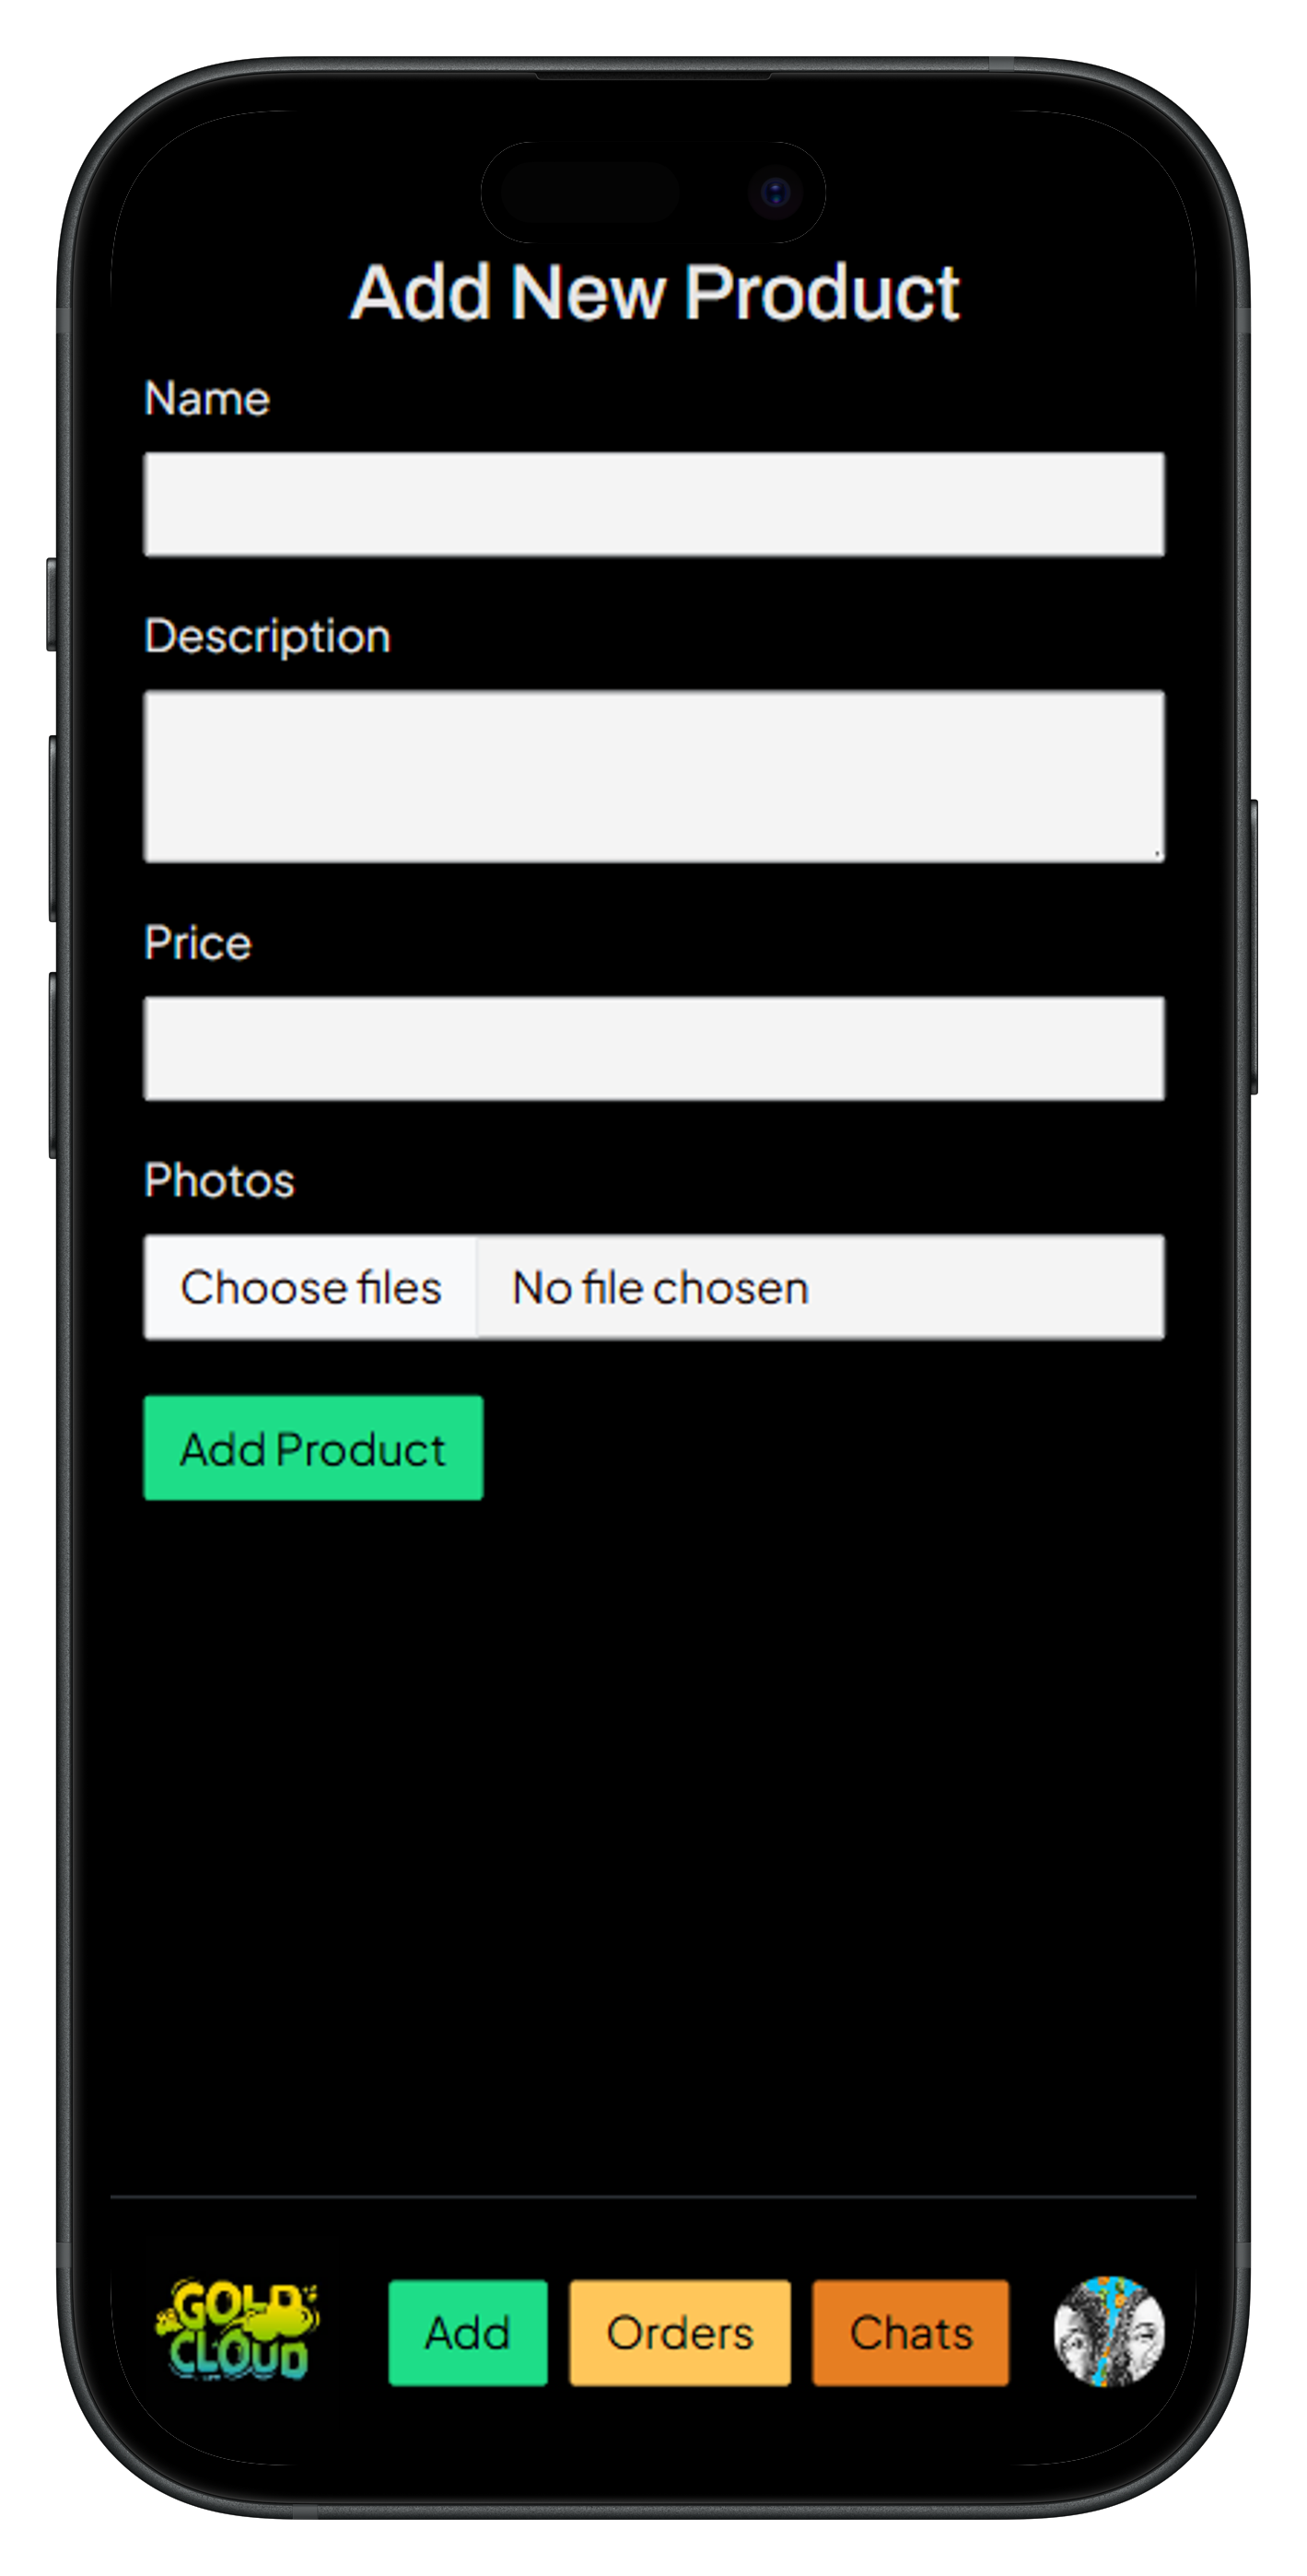 Add New Product
Name
Description
Price
Photos
Choose files No file chosen
Add Product
GOLD
CLOUD
Add Orders Chats